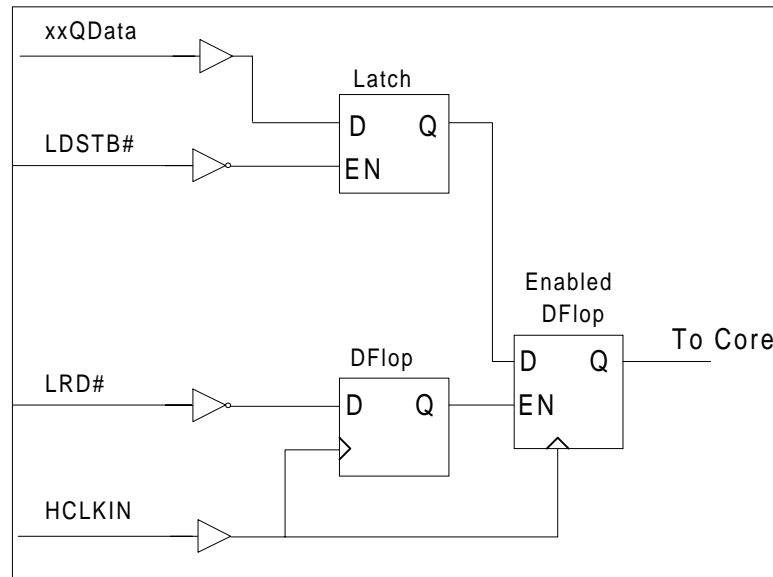 xxQData
Latch
D Q
LDSTB#
EN
Enabled
DFlop
To Core
DFlop
D Q
LRD#
D Q
EN
HCLKIN